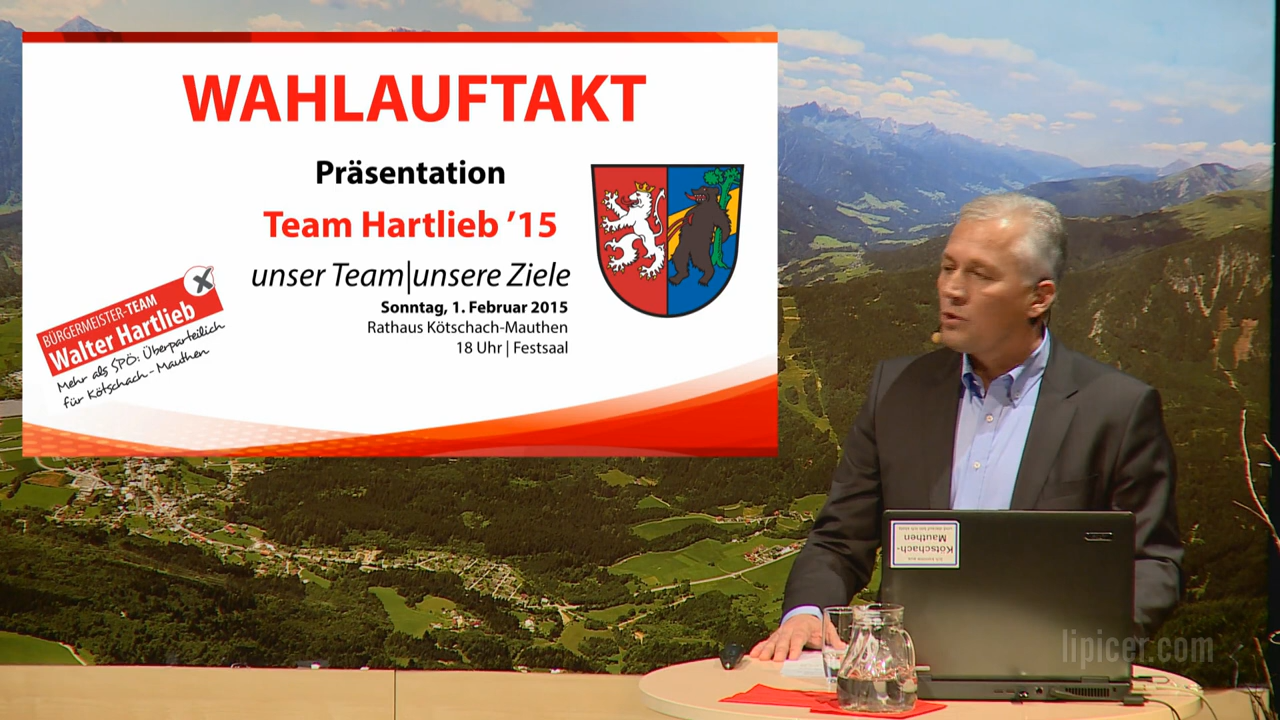 WAHLAUFTAKT
Präsentation
Team Hartlieb ’15
unser Team|unsere Ziele
Sonntag, 1. Februar 2015
Rathaus Kötschach-Mauthen
18 Uhr | Festsaal
BÜRGERMEISTER-TEAM
Walter Hartlieb
Mehr als SPÖ: Überparteilich
für Kötschach-Mauthen
Kötschach-
Mauthen
lipicer.com